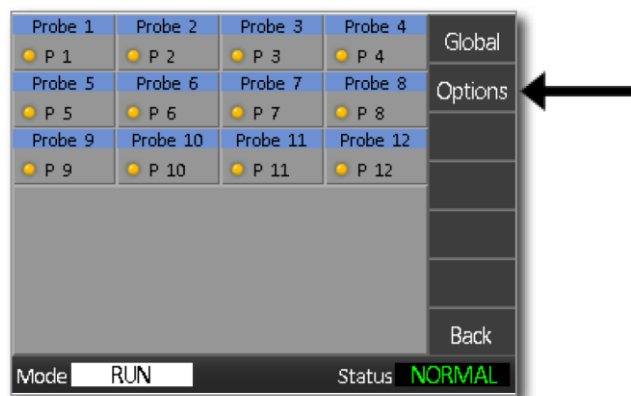 Probe 1 Probe 2 Probe 3 Probe 4 Global
P 1 P 2 P 3 P 4
Probe 5 Probe 6 Probe 7 Probe 8 Options
P 5 P 6 P 7 P 8
Probe 9 Probe 10 Probe 11 Probe 12
P 9 P 10 P 11 P 12
Back
Mode RUN Status NORMAL